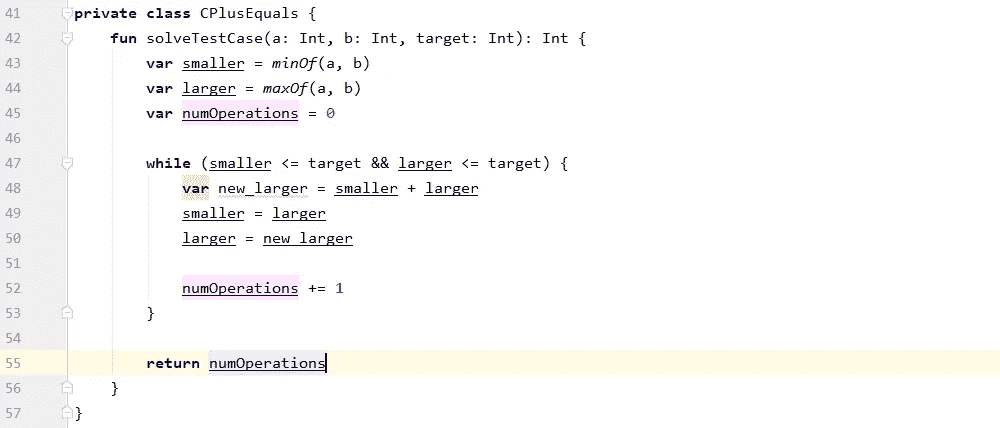 41 private class CPlusEquals {
42     fun solveTestCase(a: Int, b: Int, target: Int): Int {
43         var smaller = minOf(a, b)
44         var larger = maxOf(a, b)
45         var numOperations = 0
46
47         while (smaller <= target && larger <= target) {
48             var new_larger = smaller + larger
49             smaller = larger
50             larger = new_larger
51
52             numOperations += 1
53         }
54
55         return numOperations
56     }
57 }